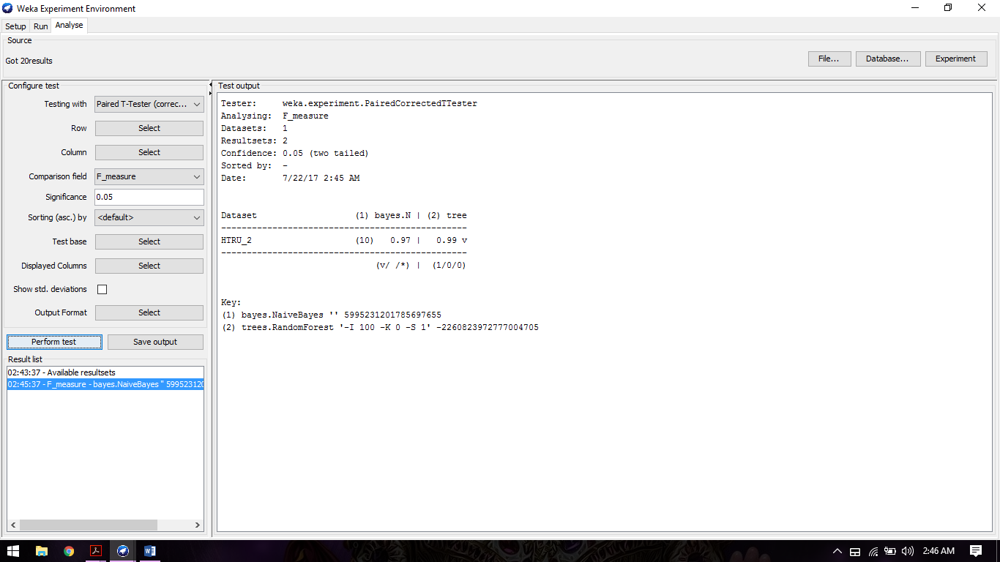 Weka Experiment Environment
Setup Run Analyse
Source
Got 20results
File... Database... Experiment
Configure test
Testing with Paired T-Tester (correc...
Row Select
Column Select
Comparison field F_measure
Significance 0.05
Sorting (asc.) by <default>
Test base Select
Displayed Columns Select
Show std. deviations
Output Format Select
Perform test Save output
Result list
02:43:37 - Available resultsets
02:45:37 - F_measure - bayes.NaiveBayes '' 59952312
Test output
Tester: weka.experiment.PairedCorrectedTTester
Analysing: F_measure
Datasets: 1
Resultsets: 2
Confidence: 0.05 (two tailed)
Sorted by: -
Date: 7/22/17 2:45 AM
Dataset (1) bayes.N | (2) tree
------------------------------------------------
HTRU_2 (10) 0.97 | 0.99 v
------------------------------------------------
(v/ /*) | (1/0/0)
Key:
(1) bayes.NaiveBayes '' 5995231201785697655
(2) trees.RandomForest '-I 100 -K 0 -S 1' -2260823972777004705
2:46 AM